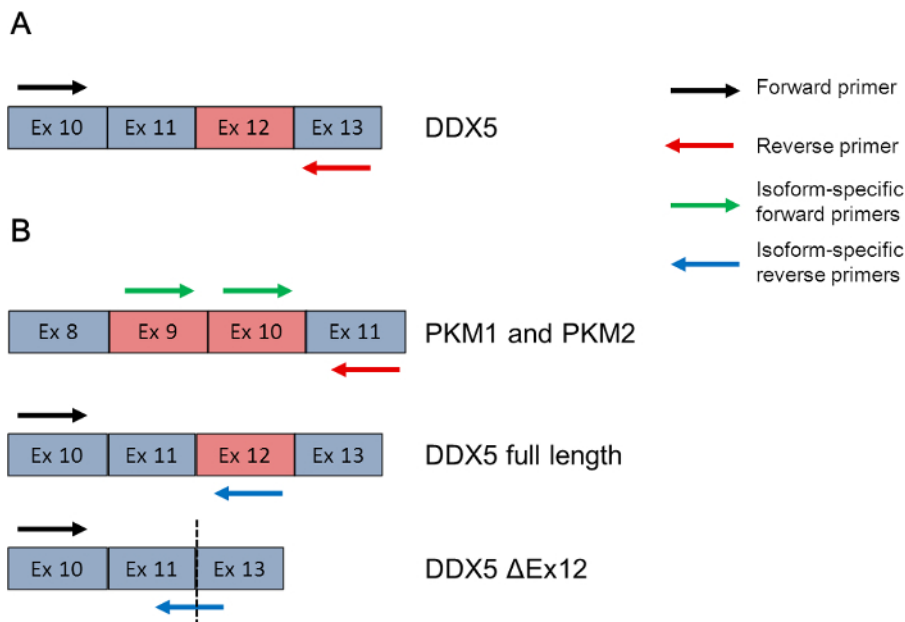 A
Ex 10 Ex 11 Ex 12 Ex 13 DDX5
Forward primer
Reverse primer
Isoform-specific
forward primers
Isoform-specific
reverse primers
B
Ex 8 Ex 9 Ex 10 Ex 11 PKM1 and PKM2
Ex 10 Ex 11 Ex 12 Ex 13 DDX5 full length
Ex 10 Ex 11 Ex 13 DDX5 ΔEx12